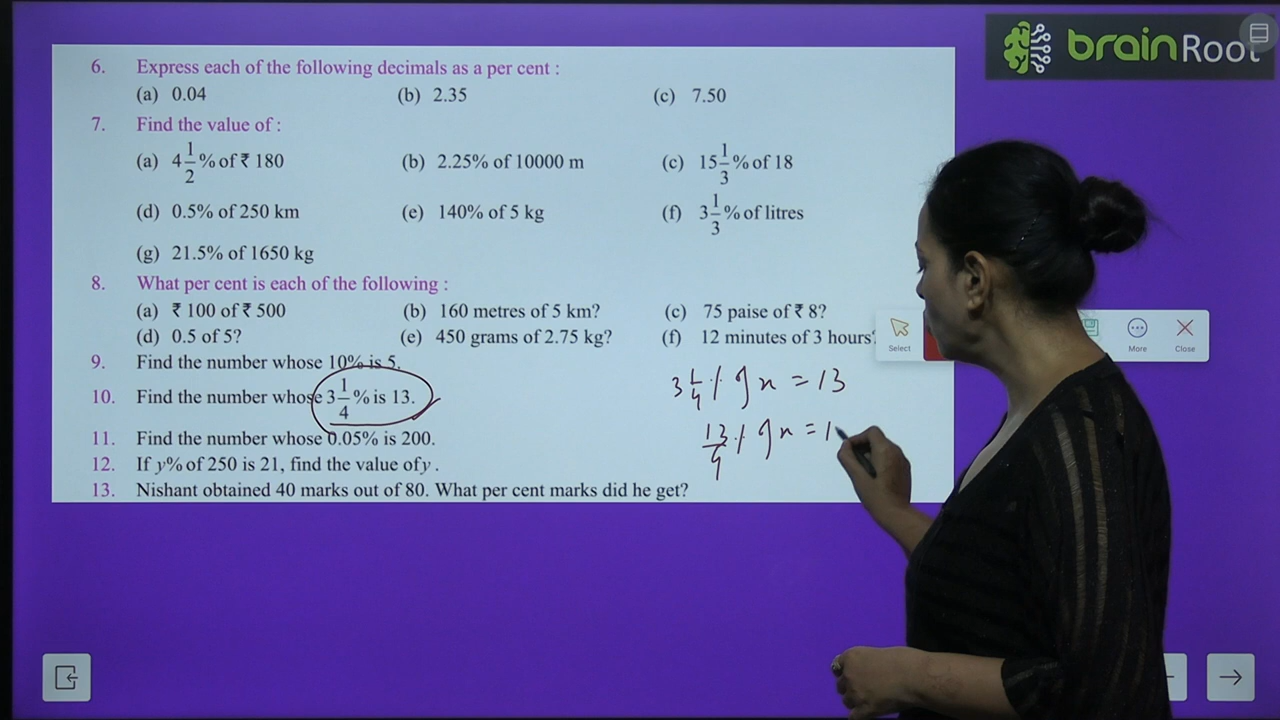 brainRoot
6. Express each of the following decimals as a per cent :
(a) 0.04 (b) 2.35 (c) 7.50
7. Find the value of :
(a) 4 1/2 % of ₹ 180 (b) 2.25% of 10000 m (c) 15 1/3 % of 18
(d) 0.5% of 250 km (e) 140% of 5 kg (f) 3 1/3 % of litres
(g) 21.5% of 1650 kg
8. What per cent is each of the following :
(a) ₹ 100 of ₹ 500 (b) 160 metres of 5 km? (c) 75 paise of ₹ 8?
(d) 0.5 of 5? (e) 450 grams of 2.75 kg? (f) 12 minutes of 3 hours?
Select More Close
9. Find the number whose 10% is 5.
10. Find the number whose 3 1/4 % is 13.
3 1/4 % of x = 13
11. Find the number whose 0.05% is 200.
13/4 % of x = 1
12. If y% of 250 is 21, find the value of y .
13. Nishant obtained 40 marks out of 80. What per cent marks did he get?